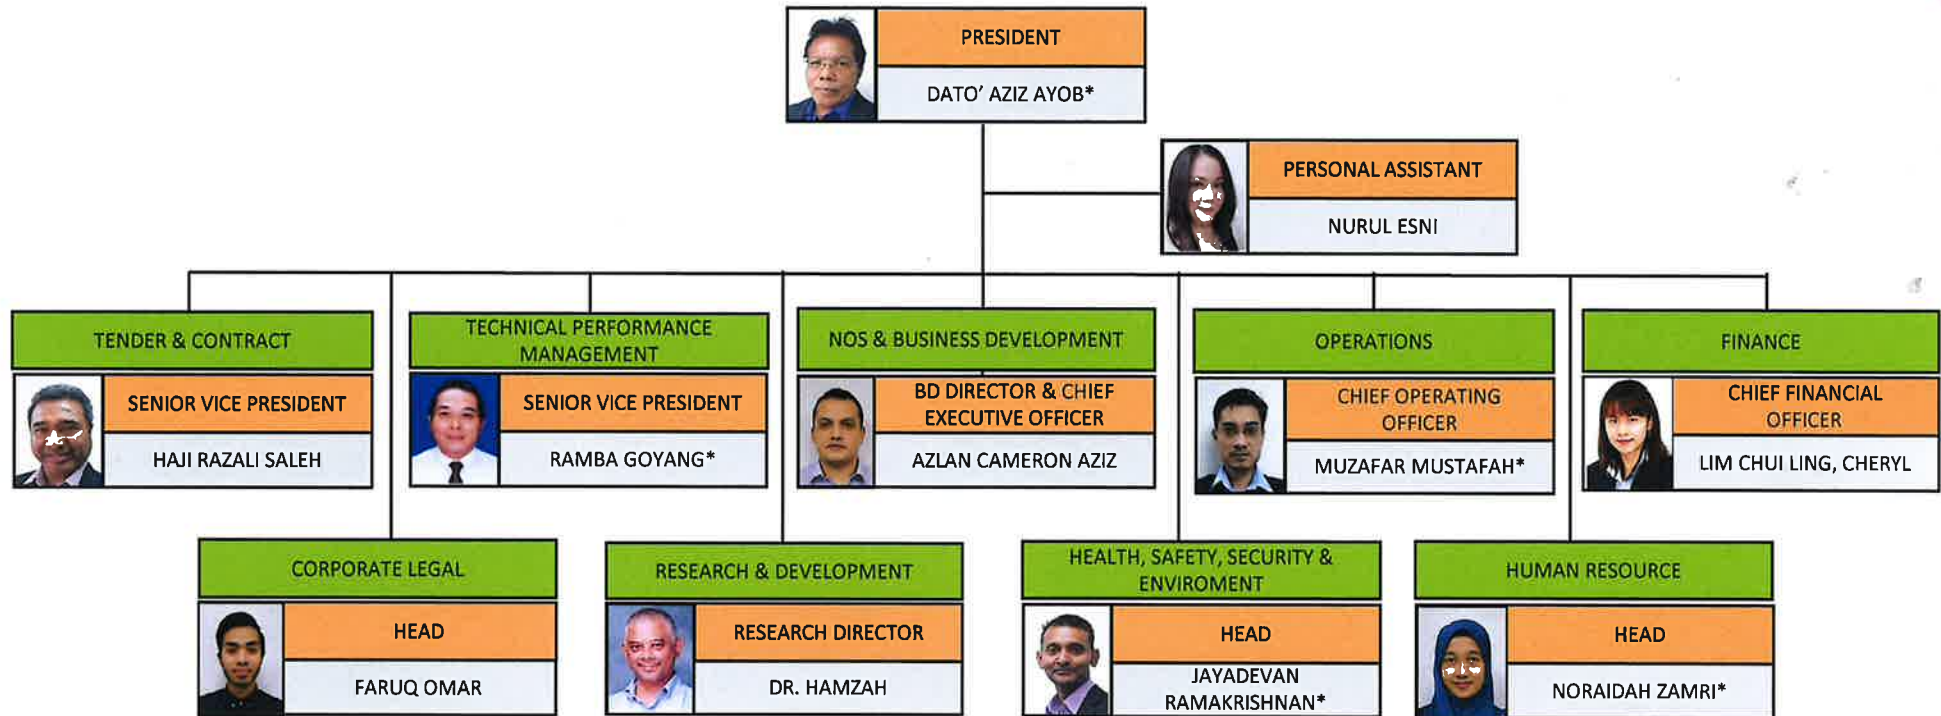 PRESIDENT
DATO’ AZIZ AYOB*
PERSONAL ASSISTANT
NURUL ESNI
TENDER & CONTRACT
SENIOR VICE PRESIDENT
HAJI RAZALI SALEH
TECHNICAL PERFORMANCE
MANAGEMENT
SENIOR VICE PRESIDENT
RAMBA GOYANG*
NOS & BUSINESS DEVELOPMENT
BD DIRECTOR & CHIEF
EXECUTIVE OFFICER
AZLAN CAMERON AZIZ
OPERATIONS
CHIEF OPERATING
OFFICER
MUZAFAR MUSTAFAH*
FINANCE
CHIEF FINANCIAL
OFFICER
LIM CHUI LING, CHERYL
CORPORATE LEGAL
HEAD
FARUQ OMAR
RESEARCH & DEVELOPMENT
RESEARCH DIRECTOR
DR. HAMZAH
HEALTH, SAFETY, SECURITY &
ENVIROMENT
HEAD
JAYADEVAN
RAMAKRISHNAN*
HUMAN RESOURCE
HEAD
NORAIDAH ZAMRI*